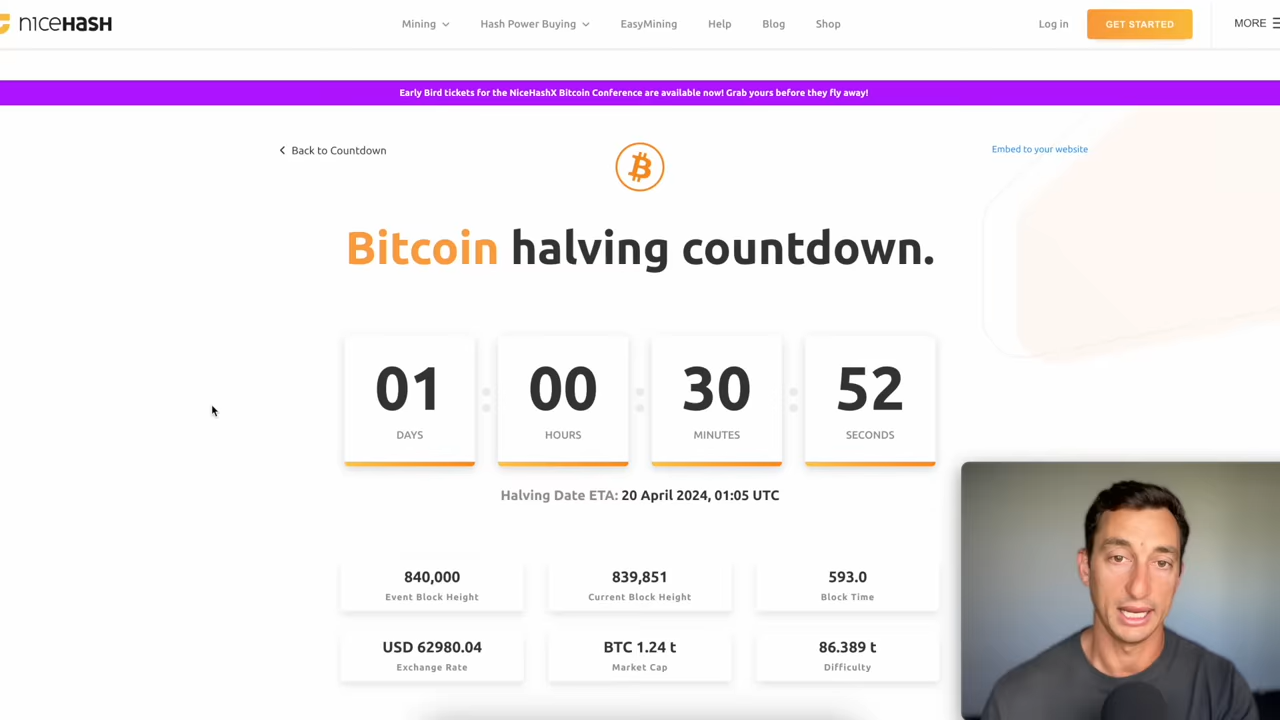 niceHASH
Mining
Hash Power Buying
EasyMining
Help
Blog
Shop
Log in
GET STARTED
MORE
Early Bird tickets for the NiceHashX Bitcoin Conference are available now! Grab yours before they fly away!
Back to Countdown
Embed to your website
Bitcoin halving countdown.
01 : 00 : 30 : 52
DAYS HOURS MINUTES SECONDS
Halving Date ETA: 20 April 2024, 01:05 UTC
840,000 839,851 593.0
Event Block Height Current Block Height Block Time
USD 62980.04 BTC 1.24 t 86.389 t
Exchange Rate Market Cap Difficulty